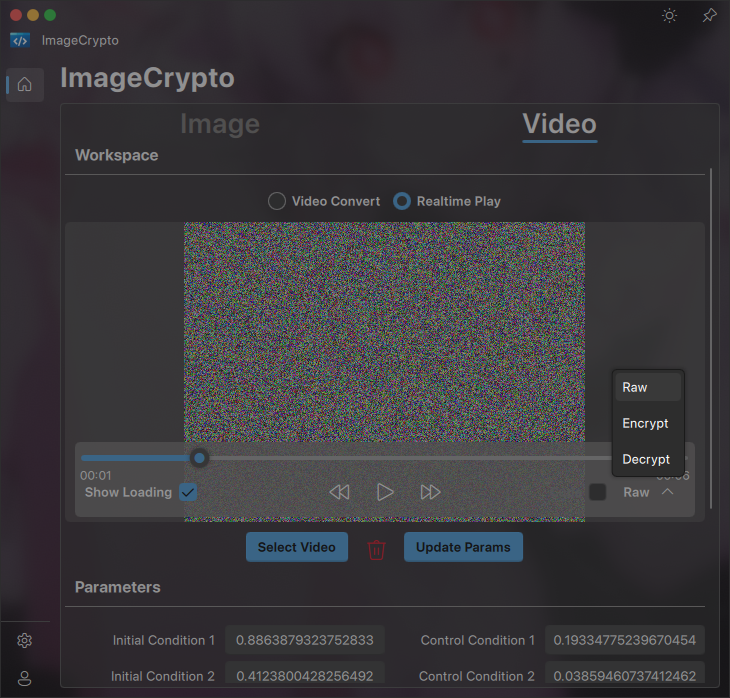 ImageCrypto
ImageCrypto
Image Video
Workspace
Video Convert Realtime Play
Raw
Encrypt
Decrypt
00:01
Show Loading Raw
Select Video Update Params
Parameters
Initial Condition 1 0.8863879323752833 Control Condition 1 0.19334775239670454
Initial Condition 2 0.4123800428256492 Control Condition 2 0.03859460737412462